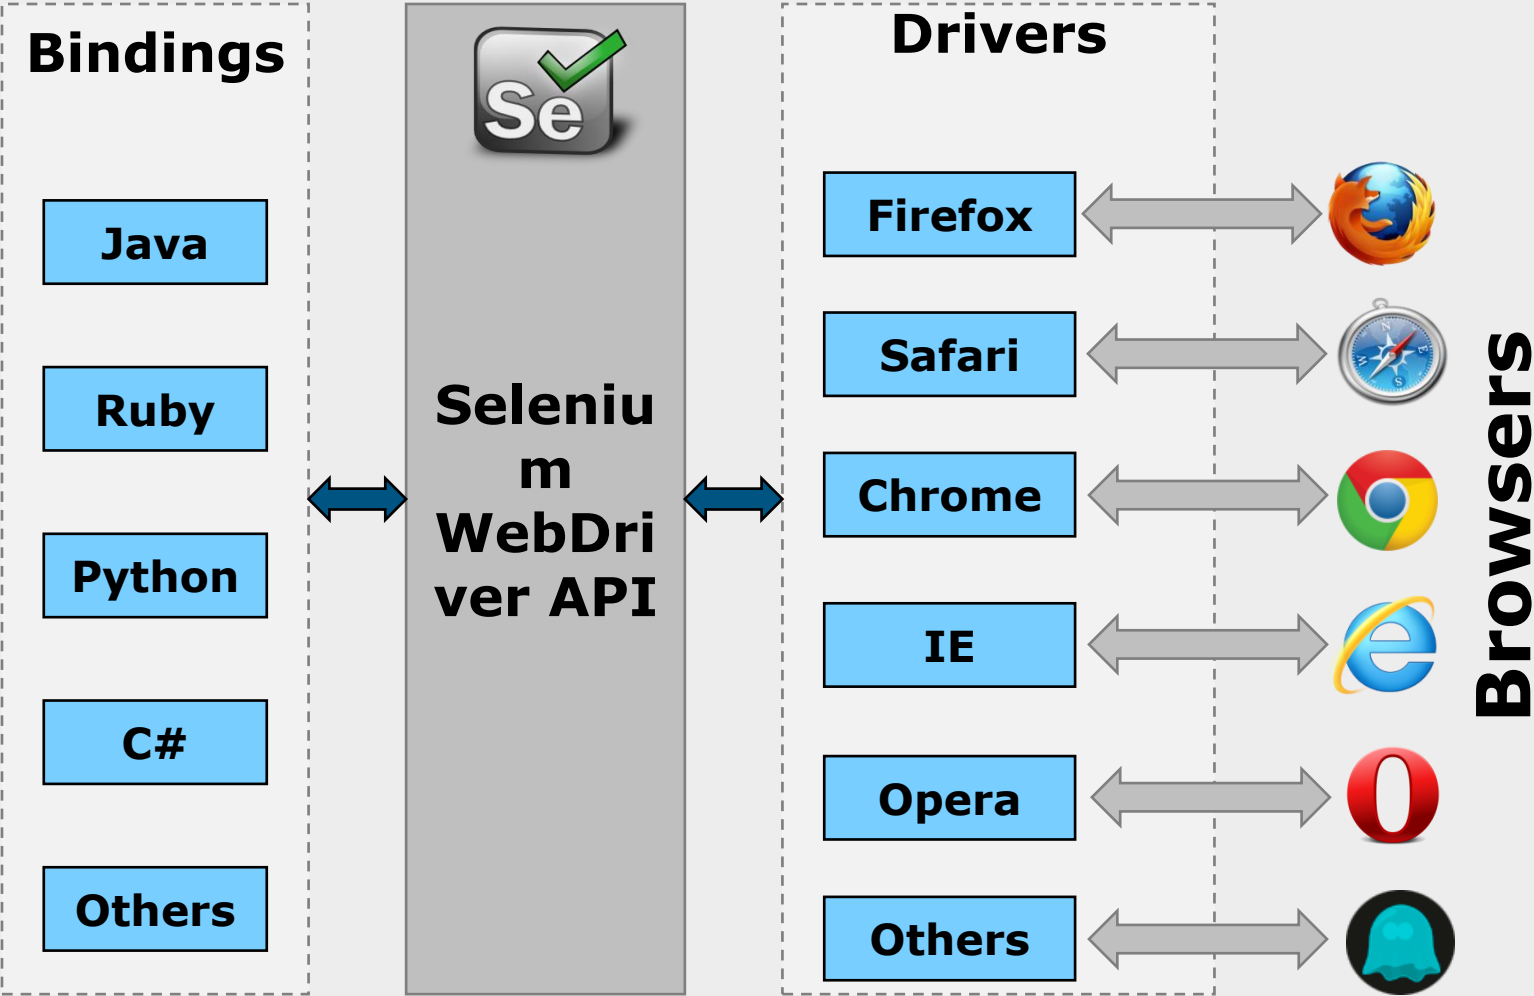 Bindings
Java
Ruby
Python
C#
Others
Se
Seleniu
m
WebDri
ver API
Drivers
Firefox
Safari
Chrome
IE
Opera
Others
Browsers
N
E
S
W